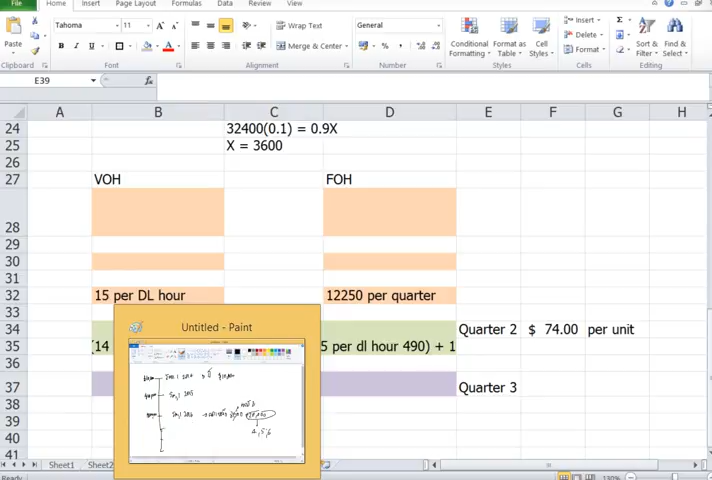 File Home Insert Page Layout Formulas Data Review View
Paste
Clipboard
Tahoma 11
B I U
Font
Wrap Text
Merge & Center
Alignment
General
$ % ,
Number
Conditional Formatting
Format as Table
Cell Styles
Styles
Insert
Delete
Format
Cells
Σ
Sort & Filter
Find & Select
Editing
E39 fx
A B C D E F G H
24 32400(0.1) = 0.9X
25 X = 3600
26
27 VOH FOH
28
29
30
31
32 15 per DL hour 12250 per quarter
33
34 Quarter 2 $ 74.00 per unit
35 (14 5 per dl hour 490) + 1
36
37 Quarter 3
38
39
40
41
Untitled - Paint
Sheet1 Sheet2
130%